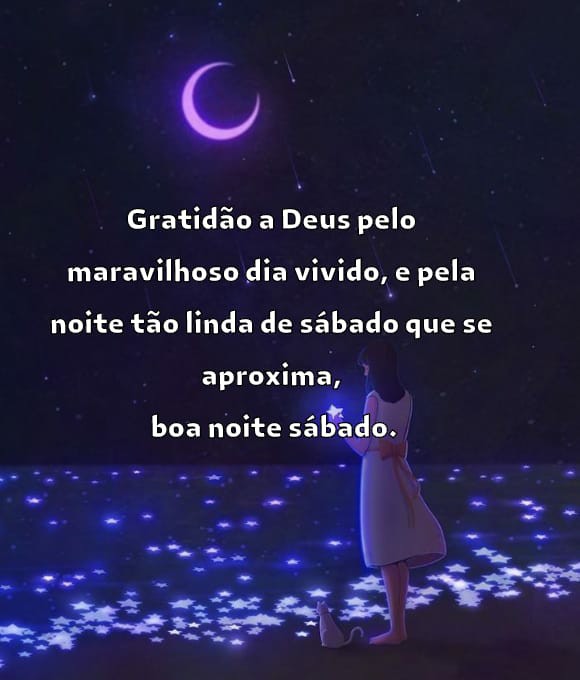 Gratidão a Deus pelo
maravilhoso dia vivido, e pela
noite tão linda de sábado que se
aproxima,
boa noite sábado.